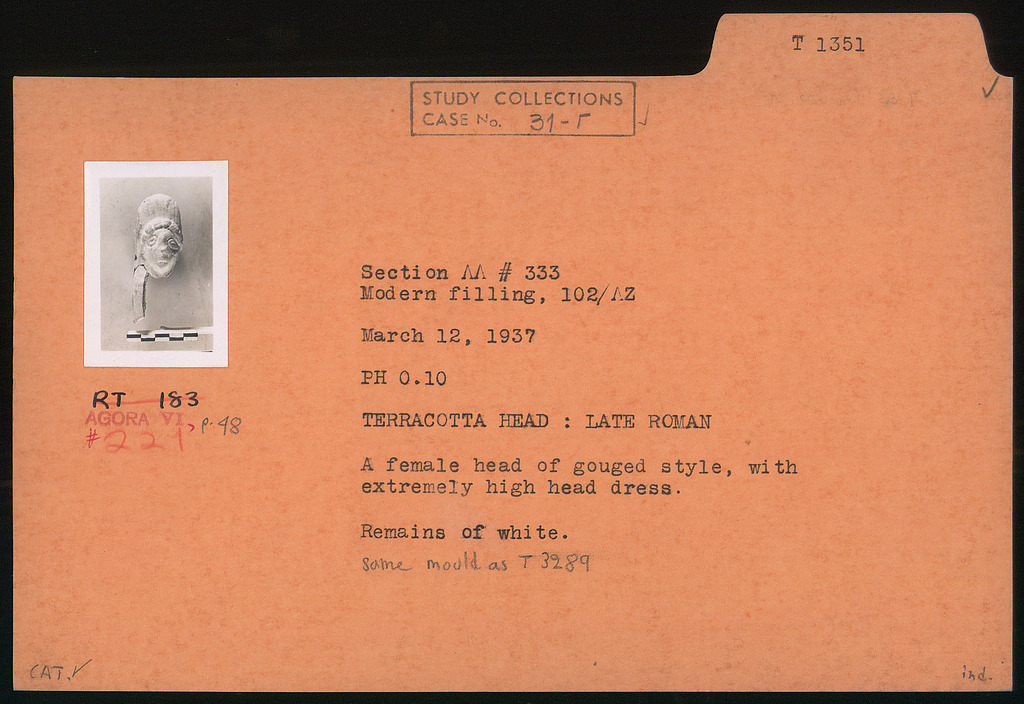 T 1351
STUDY COLLECTIONS
CASE No. 31-Γ
Section ΛΛ # 333
Modern filling, 102/ΛZ
March 12, 1937
PH 0.10
RT 183
AGORA VI, p. 48
# 221
TERRACOTTA HEAD : LATE ROMAN
A female head of gouged style, with
extremely high head dress.
Remains of white.
same mould as T 3289
CAT. ✓
ind.